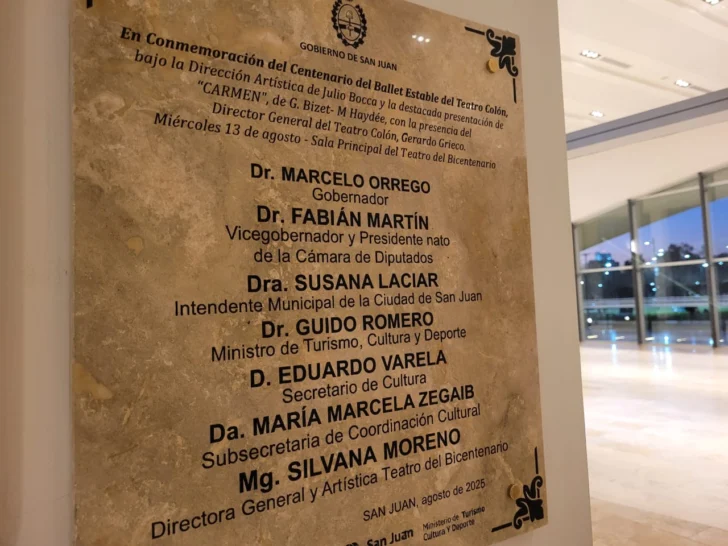 GOBIERNO DE SAN JUAN
En Conmemoración del Centenario del Ballet Estable del Teatro Colón,
bajo la Dirección Artística de Julio Bocca y la destacada presentación de
"CARMEN", de G. Bizet- M Haydée, con la presencia del
Director General del Teatro Colón, Gerardo Grieco.
Miércoles 13 de agosto - Sala Principal del Teatro del Bicentenario
Dr. MARCELO ORREGO
Gobernador
Dr. FABIÁN MARTÍN
Vicegobernador y Presidente nato
de la Cámara de Diputados
Dra. SUSANA LACIAR
Intendente Municipal de la Ciudad de San Juan
Dr. GUIDO ROMERO
Ministro de Turismo, Cultura y Deporte
D. EDUARDO VARELA
Secretario de Cultura
Da. MARÍA MARCELA ZEGAIB
Subsecretaria de Coordinación Cultural
Mg. SILVANA MORENO
Directora General y Artística Teatro del Bicentenario
SAN JUAN, agosto de 2025
San Juan
Ministerio de Turismo
Cultura Y Deporte